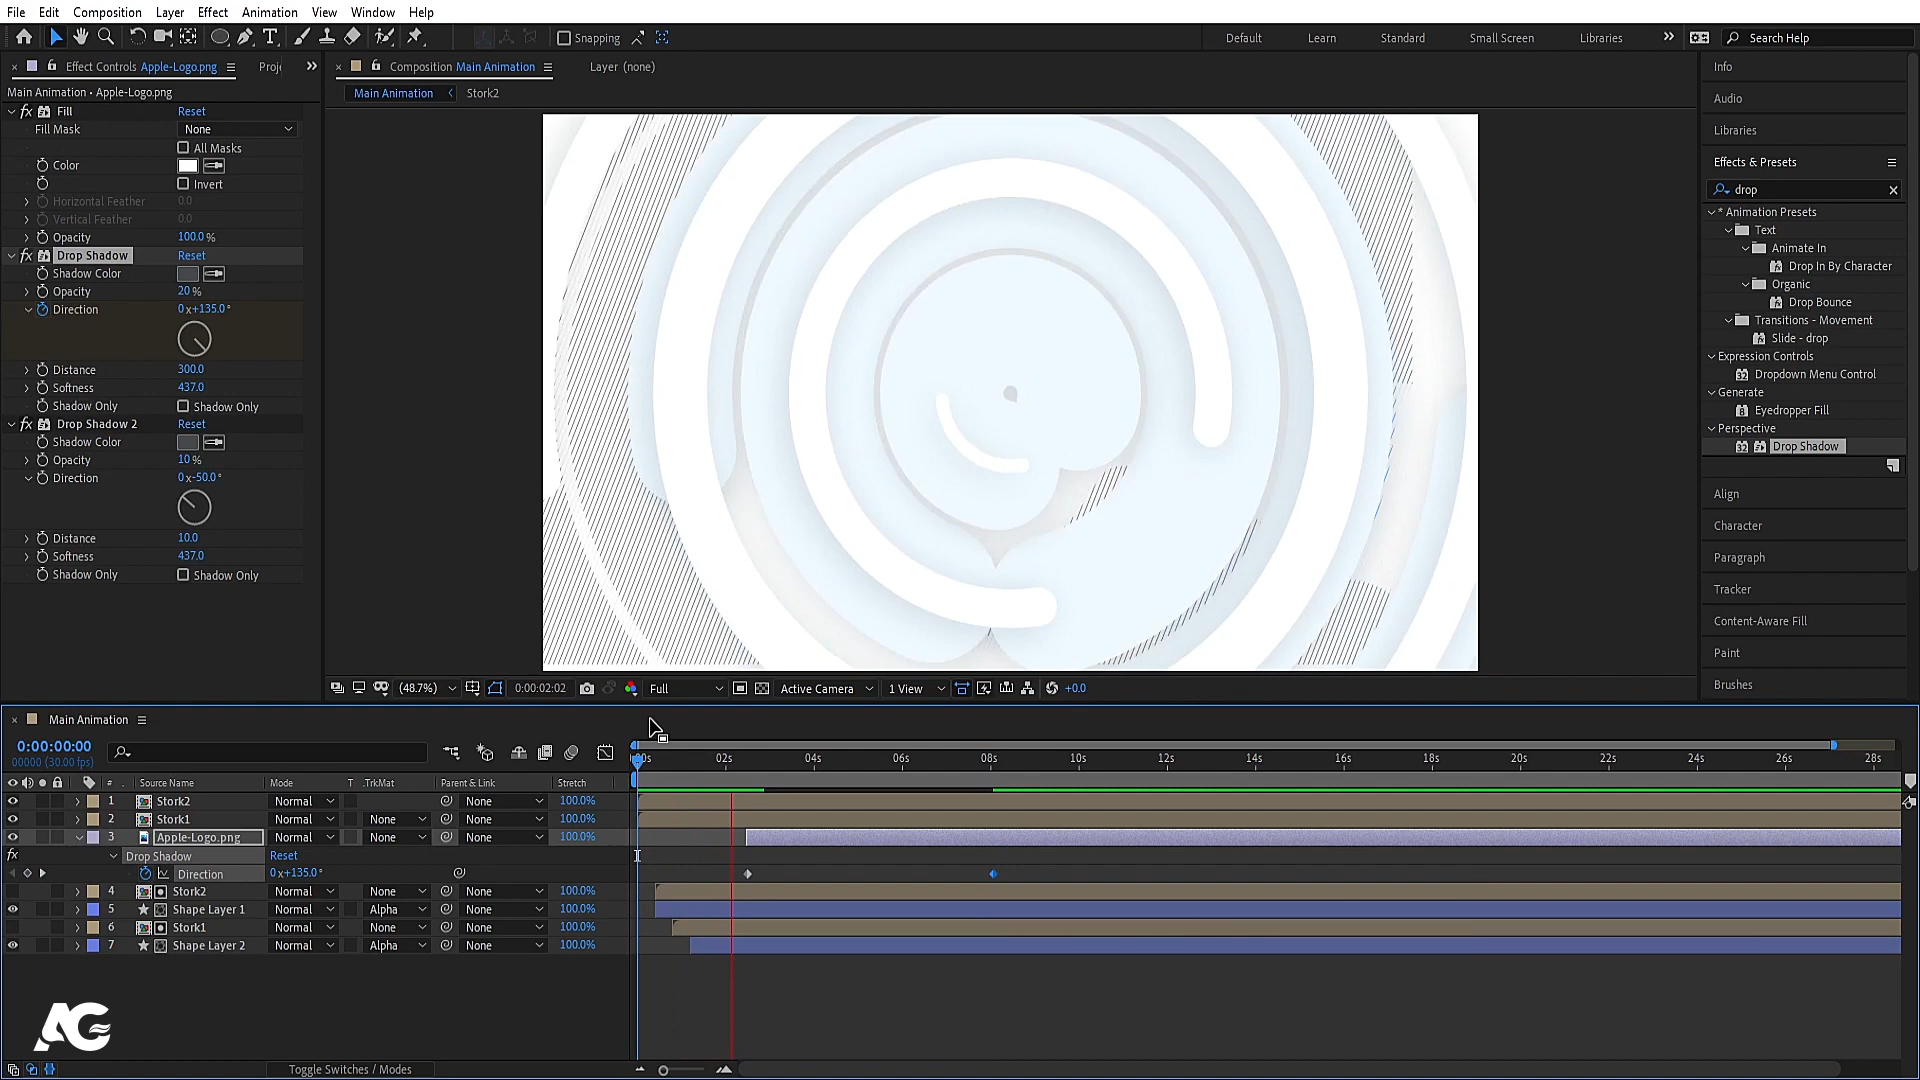 File Edit Composition Layer Effect Animation View Window Help
Snapping
Default Learn Standard Small Screen Libraries
Search Help
Effect Controls Apple-Logo.png
Proj
Main Animation • Apple-Logo.png
Fill Reset
Fill Mask None
All Masks
Color
Invert
Horizontal Feather 0.0
Vertical Feather 0.0
Opacity 100.0 %
Drop Shadow Reset
Shadow Color
Opacity 20 %
Direction 0 x+135.0 °
Distance 300.0
Softness 437.0
Shadow Only Shadow Only
Drop Shadow 2 Reset
Shadow Color
Opacity 10 %
Direction 0 x-50.0 °
Distance 10.0
Softness 437.0
Shadow Only Shadow Only
Composition Main Animation
Layer (none)
Main Animation Stork2
(48.7%) 0:00:02:02 Full Active Camera 1 View +0.0
Info
Audio
Libraries
Effects & Presets
drop
* Animation Presets
Text
Animate In
Drop In By Character
Organic
Drop Bounce
Transitions - Movement
Slide - drop
Expression Controls
Dropdown Menu Control
Generate
Eyedropper Fill
Perspective
Drop Shadow
Align
Character
Paragraph
Tracker
Content-Aware Fill
Paint
Brushes
Main Animation
0:00:00:00
00000 (30.00 fps)
02s 04s 06s 08s 10s 12s 14s 16s 18s 20s 22s 24s 26s 28s
# Source Name Mode T .TrkMat Parent & Link Stretch
1 Stork2 Normal None 100.0%
2 Stork1 Normal None None 100.0%
3 Apple-Logo.png Normal None None 100.0%
fx Drop Shadow Reset
Direction 0 x+135.0 °
4 Stork2 Normal None None 100.0%
5 Shape Layer 1 Normal Alpha None 100.0%
6 Stork1 Normal None None 100.0%
7 Shape Layer 2 Normal Alpha None 100.0%
AG
Toggle Switches / Modes